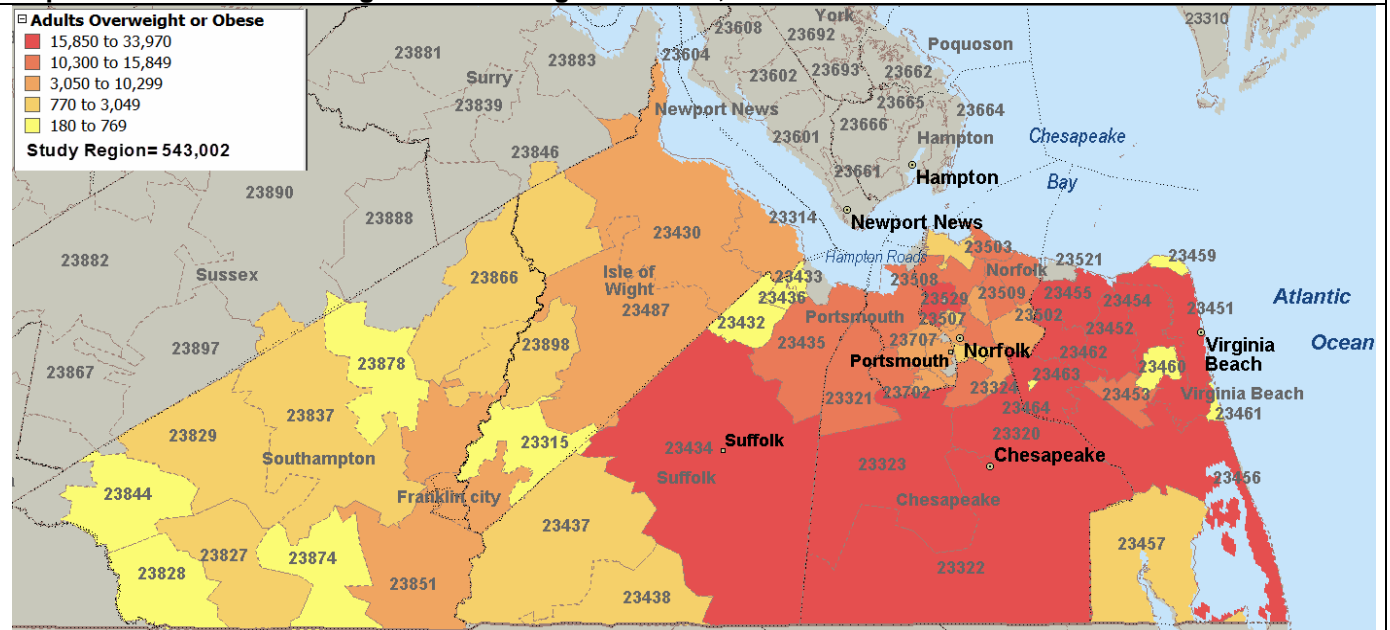 Adults Overweight or Obese
15,850 to 33,970
10,300 to 15,849
3,050 to 10,299
770 to 3,049
180 to 769
Study Region= 543,002
23310
York
23608
23692
23881
Poquoson
23883
23604
Surry
23602
23693
23662
23839
Newport News
23665
23664
23666
23601
Hampton
Chesapeake
23846
23661
Hampton
Bay
23890
23888
23314
Newport News
23430
23503
Hampton Roads
23459
23882
Sussex
23866
Isle of
Wight
23433
23508
Norfolk
23521
23436
23529
23509
23455
23454
Atlantic
23487
23432
Portsmouth
23507
23502
23451
23452
Ocean
23897
23898
23435
23707
Norfolk
23462
Virginia
Beach
23867
23878
Portsmouth
23463
23460
23321
23702
23324
23453
Virginia Beach
23837
23464
23461
23829
23315
23434
Suffolk
23320
Southampton
Chesapeake
23323
Suffolk
23456
23844
Franklin city
Chesapeake
23437
23827
23874
23457
23828
23851
23322
23438